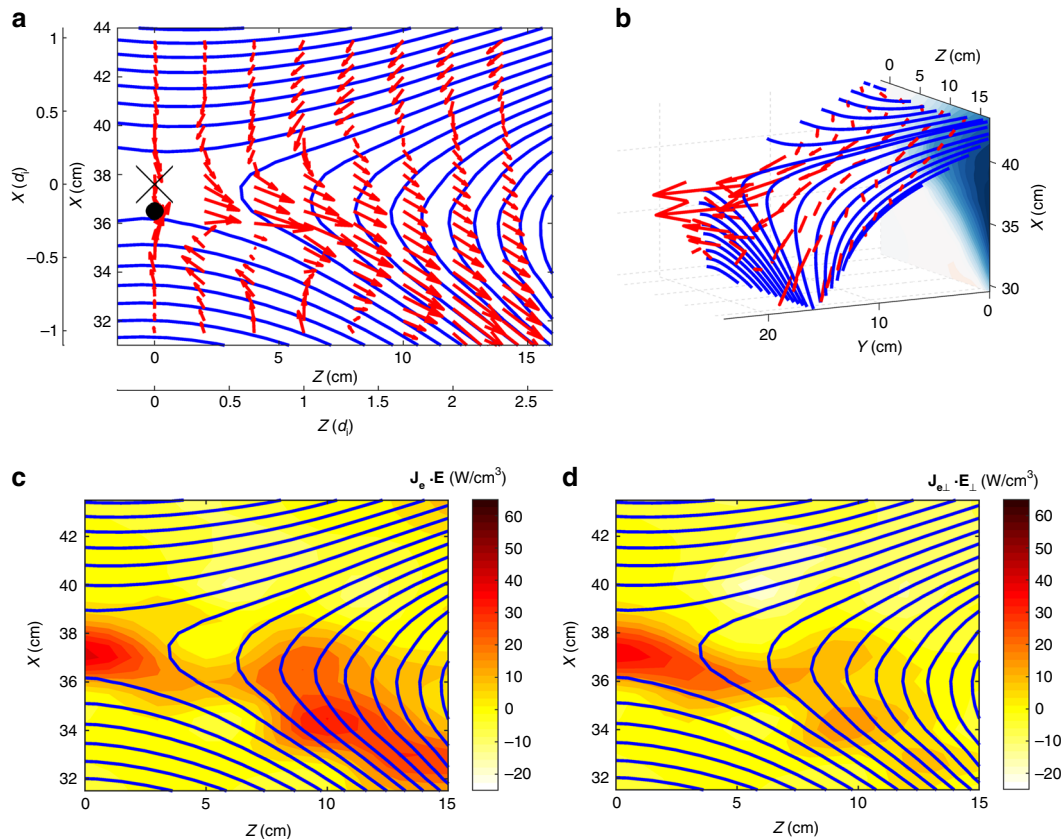 a
X (dᵢ)
1
0.5
0
−0.5
−1
X (cm)
44
42
40
38
36
34
32
0 5 10 15
Z (cm)
0 0.5 1 1.5 2 2.5
Z (dᵢ)
b
Z (cm)
0 5 10 15
40
35
30
X (cm)
20 10 0
Y (cm)
c
Jₑ ·E (W/cm³)
X (cm)
42
40
38
36
34
32
0 5 10 15
Z (cm)
60
50
40
30
20
10
0
−10
−20
d
Jₑ⊥ ·E⊥ (W/cm³)
X (cm)
42
40
38
36
34
32
0 5 10 15
Z (cm)
60
50
40
30
20
10
0
−10
−20